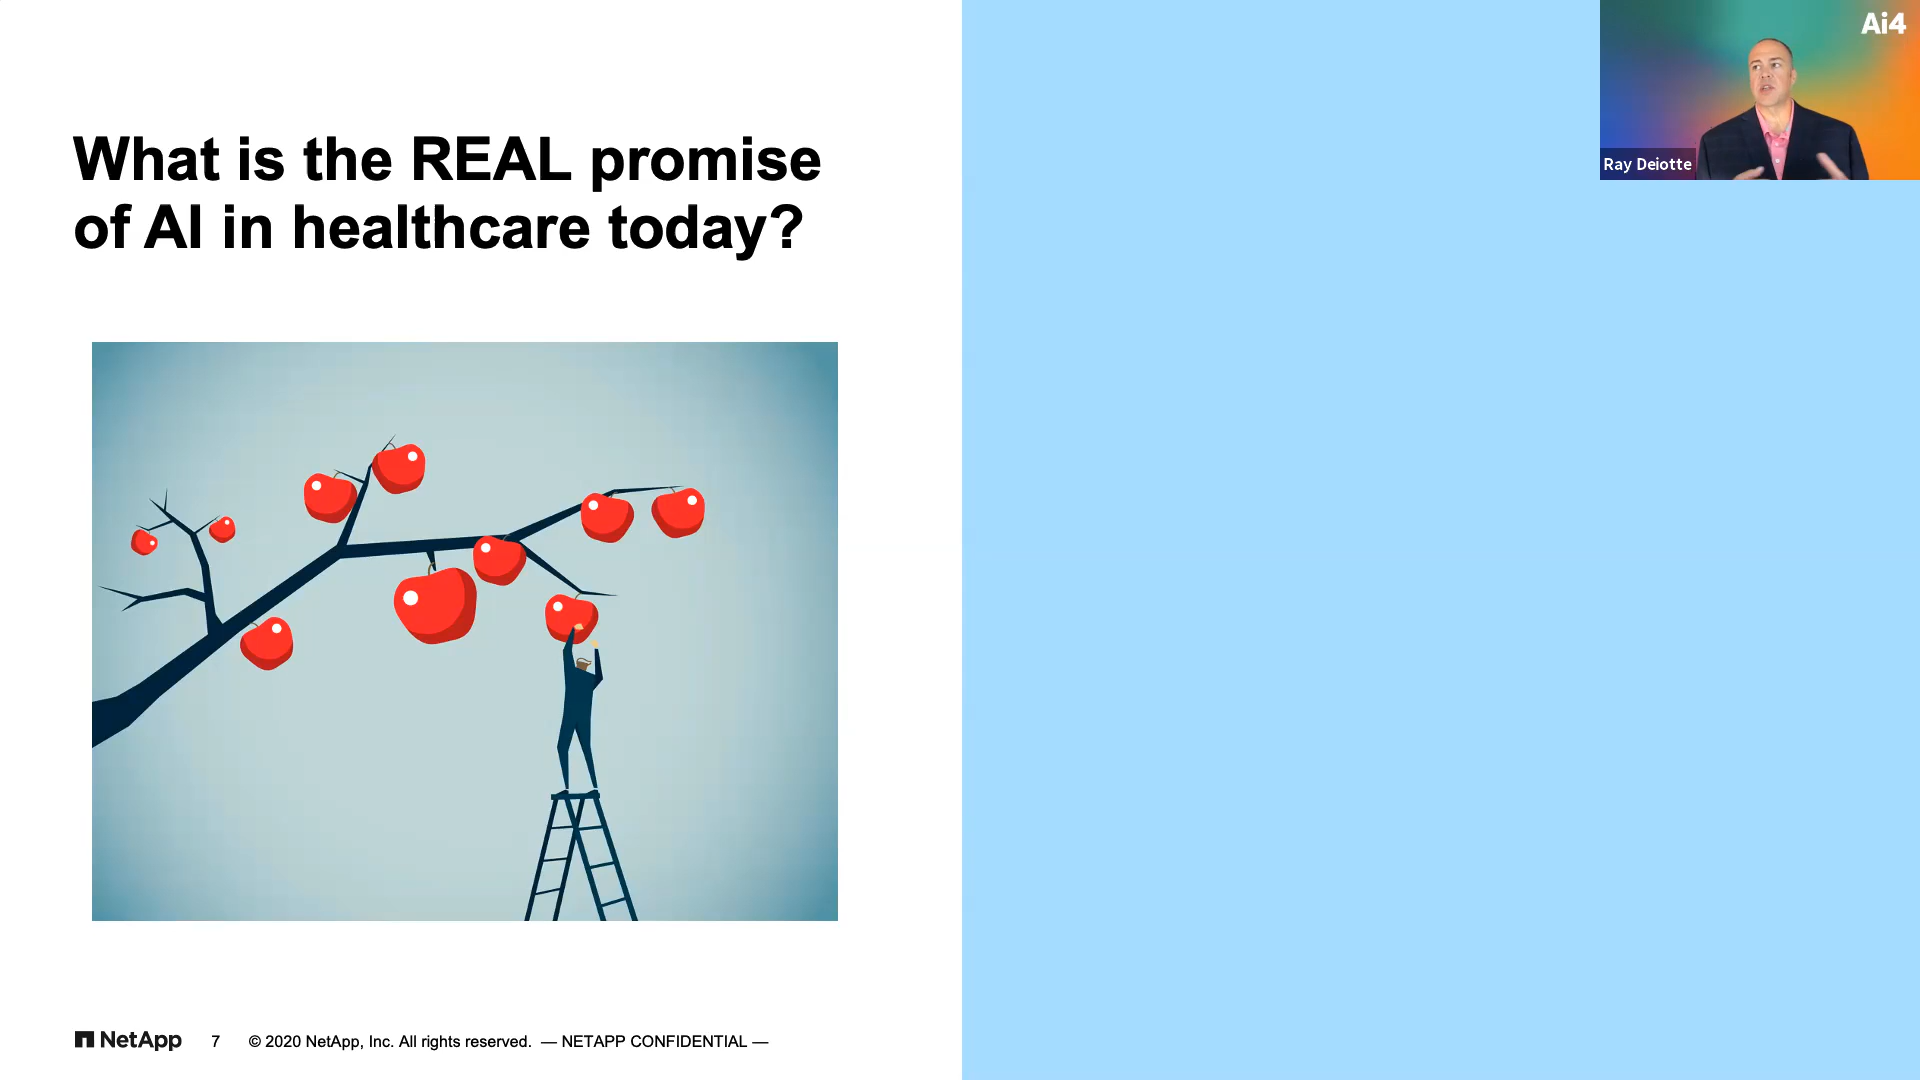 What is the REAL promise
of AI in healthcare today?
Ai4
Ray Deiotte
NetApp 7 © 2020 NetApp, Inc. All rights reserved. — NETAPP CONFIDENTIAL —